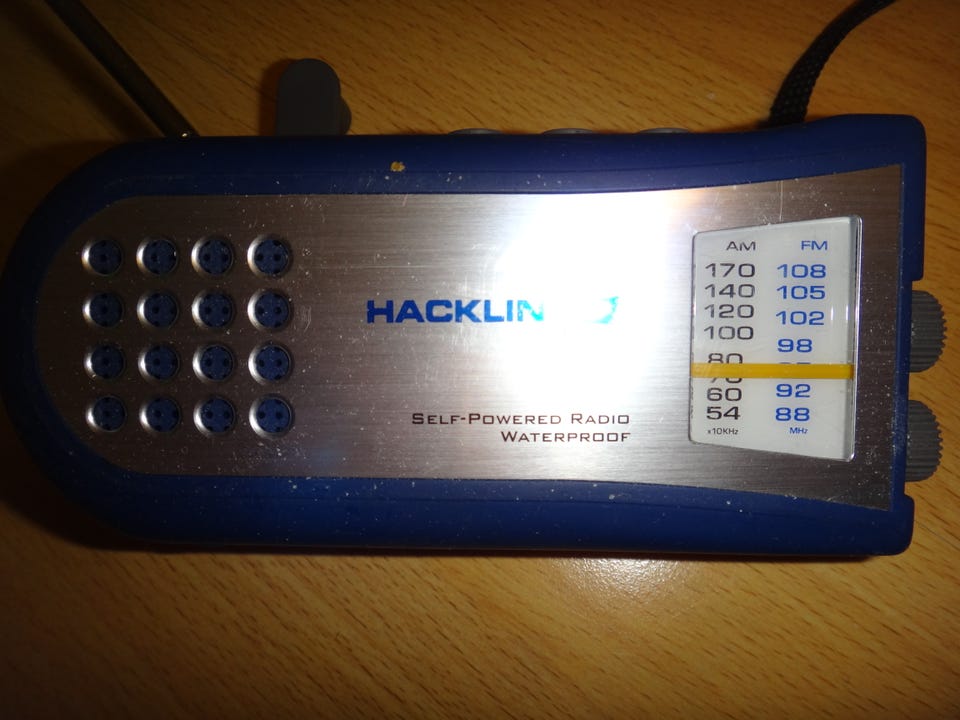 AM FM
170 108
140 105
120 102
100 98
80
60 92
54 88
x10KHz MHz
SELF-POWERED RADIO
WATERPROOF